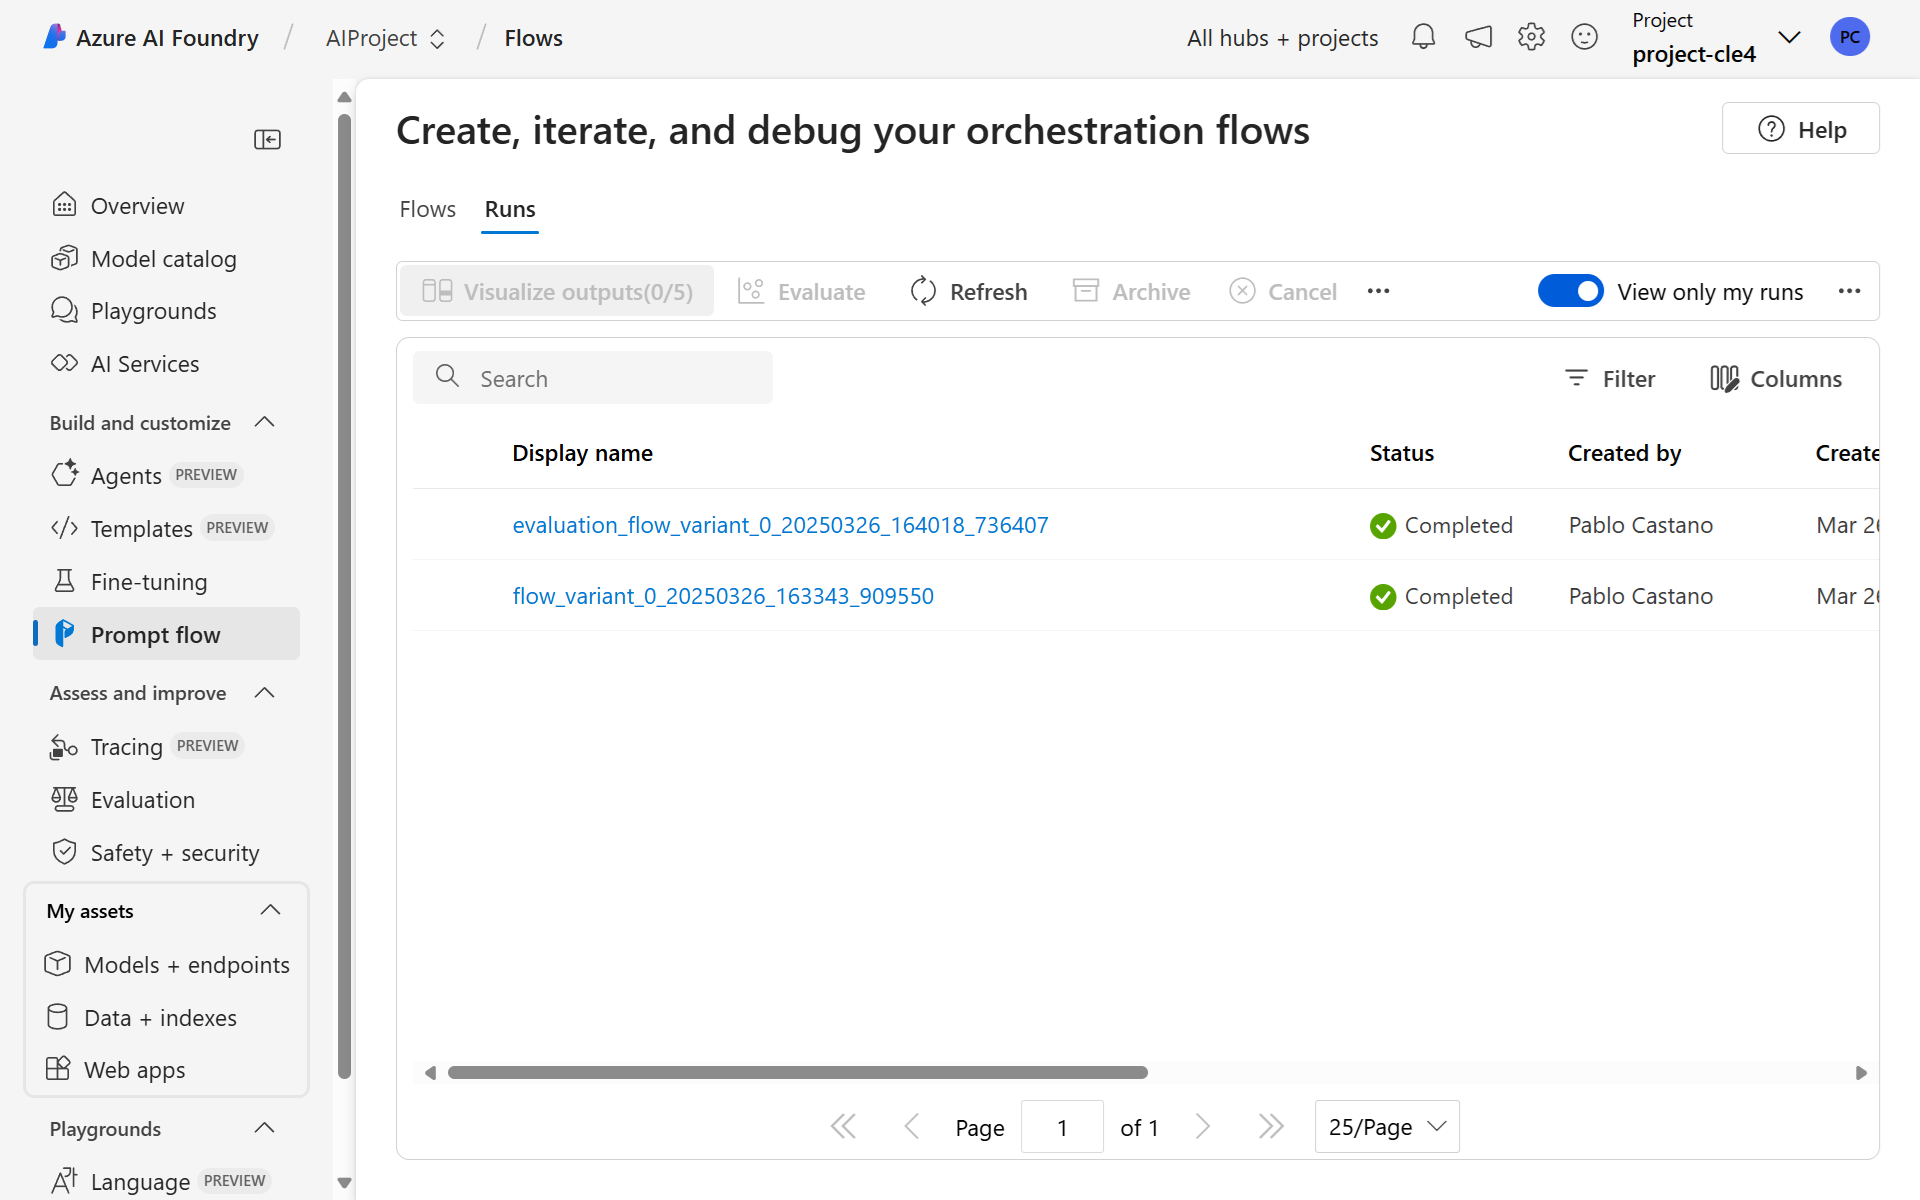 Azure AI Foundry / AIProject / Flows
All hubs + projects
Project
project-cle4
PC
Create, iterate, and debug your orchestration flows
Help
Overview
Model catalog
Playgrounds
AI Services
Build and customize
Agents PREVIEW
Templates PREVIEW
Fine-tuning
Prompt flow
Assess and improve
Tracing PREVIEW
Evaluation
Safety + security
My assets
Models + endpoints
Data + indexes
Web apps
Playgrounds
Language PREVIEW
Flows Runs
Visualize outputs(0/5) Evaluate Refresh Archive Cancel ··· View only my runs ···
Search Filter Columns
Display name Status Created by Create
evaluation_flow_variant_0_20250326_164018_736407 Completed Pablo Castano Mar 26
flow_variant_0_20250326_163343_909550 Completed Pablo Castano Mar 26
Page 1 of 1 25/Page